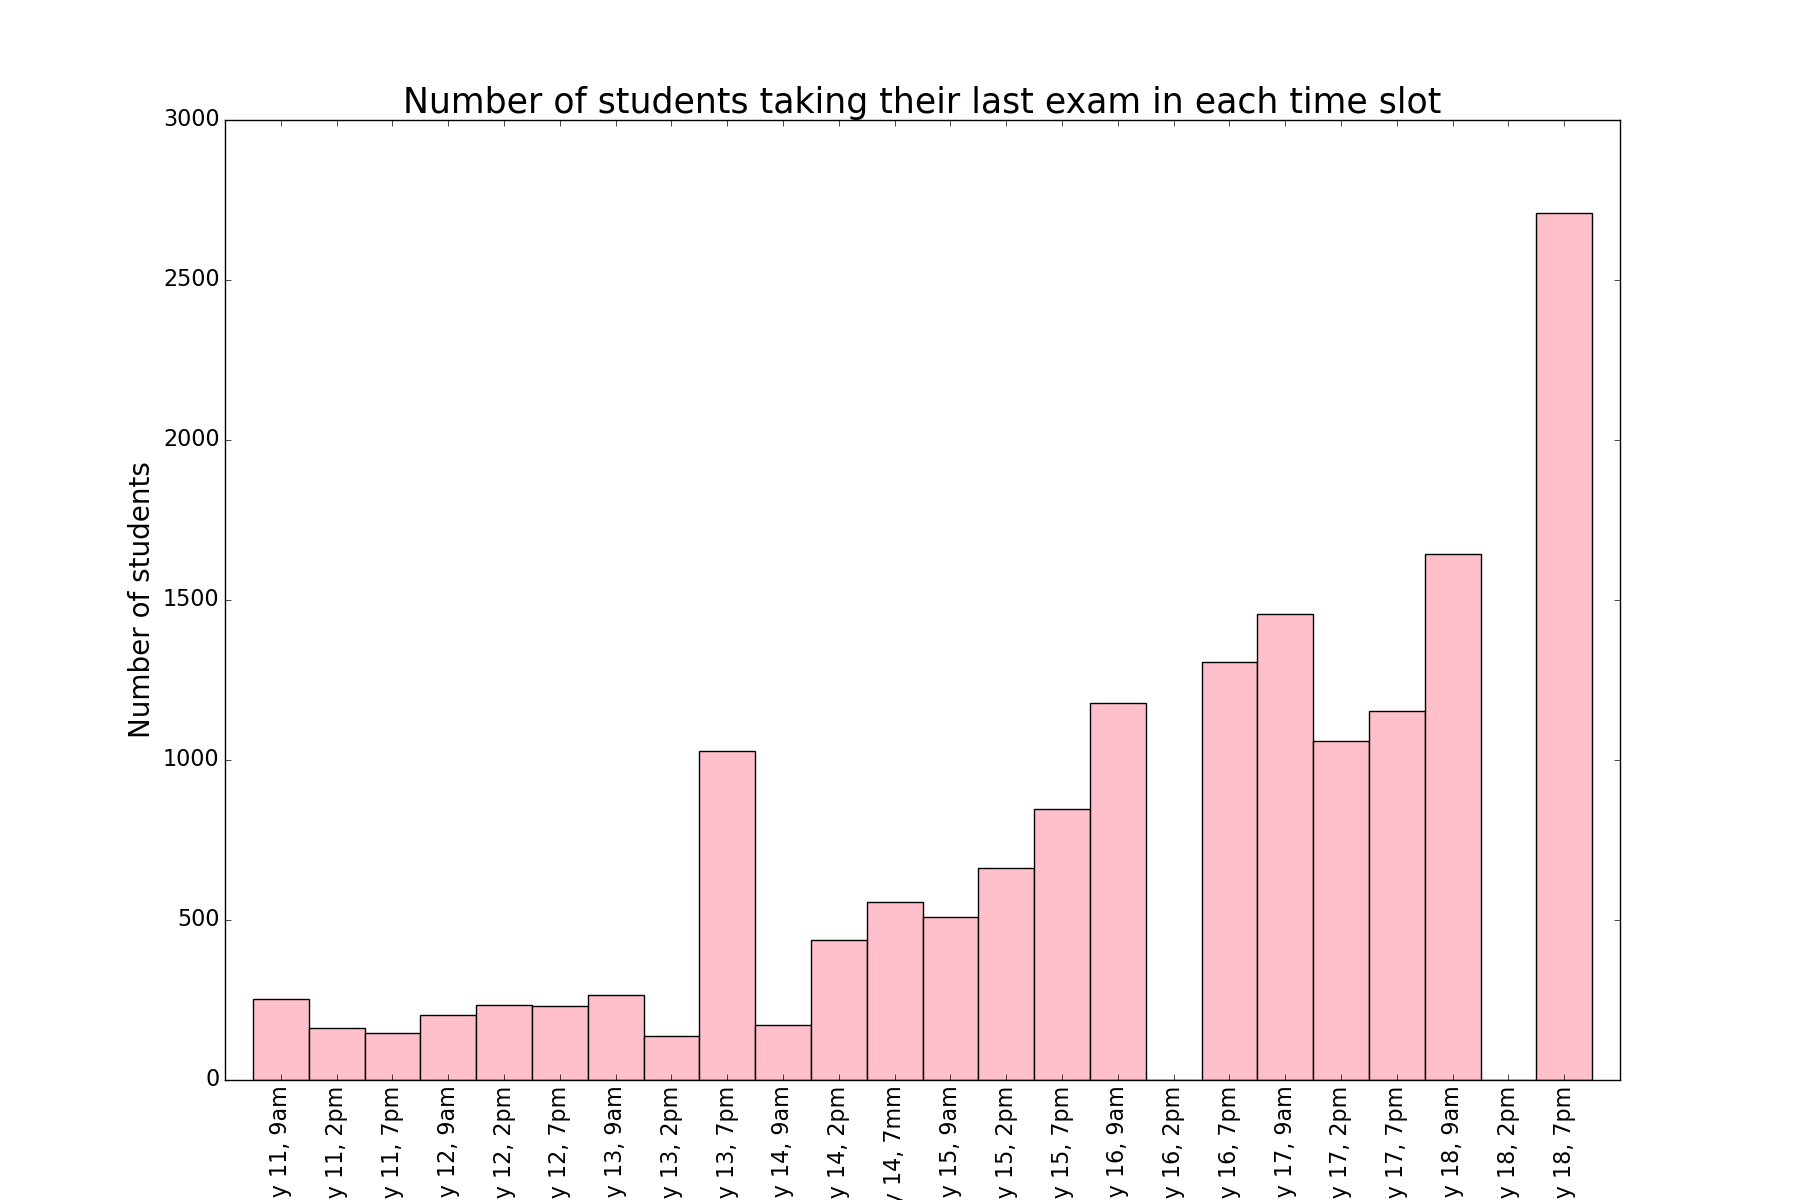 Number of students taking their last exam in each time slot
3000
2500
2000
1500
1000
500
0
Number of students
y 11, 9am
y 11, 2pm
y 11, 7pm
y 12, 9am
y 12, 2pm
y 12, 7pm
y 13, 9am
y 13, 2pm
y 13, 7pm
y 14, 9am
y 14, 2pm
y 14, 7mm
y 15, 9am
y 15, 2pm
y 15, 7pm
y 16, 9am
y 16, 2pm
y 16, 7pm
y 17, 9am
y 17, 2pm
y 17, 7pm
y 18, 9am
y 18, 2pm
y 18, 7pm